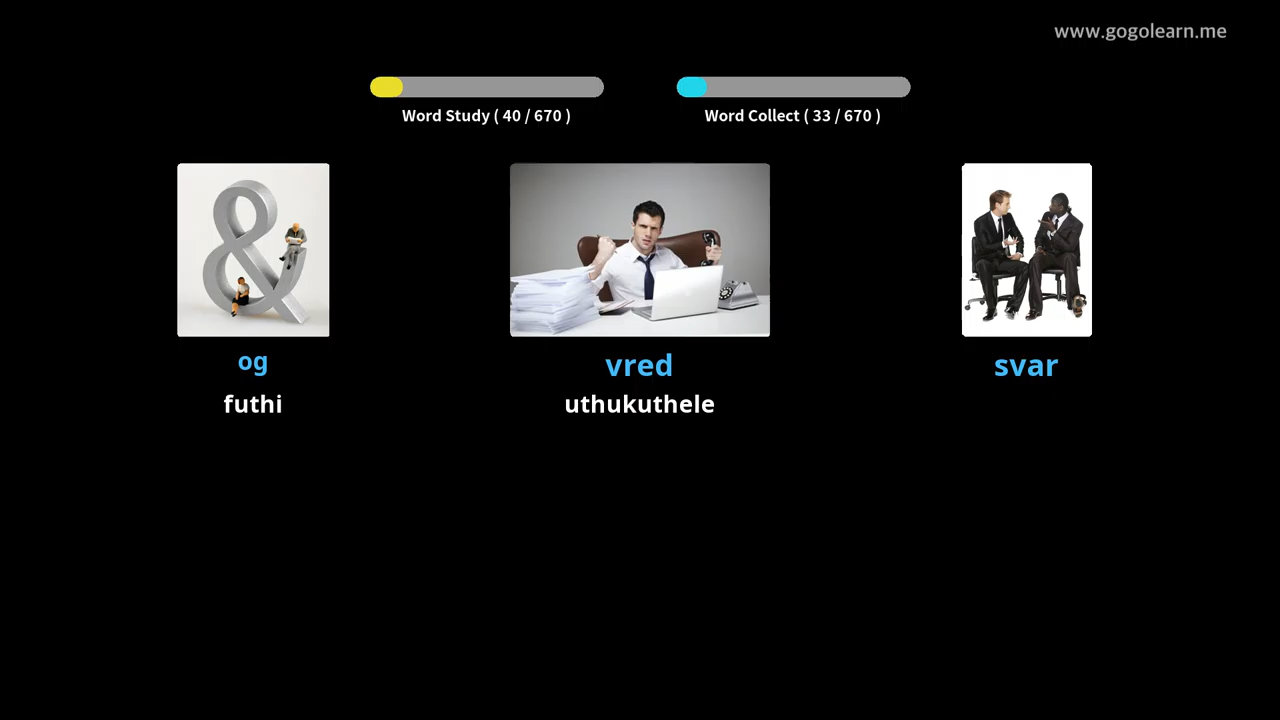 www.gogolearn.me
Word Study ( 40 / 670 )
Word Collect ( 33 / 670 )
og
vred
svar
futhi
uthukuthele